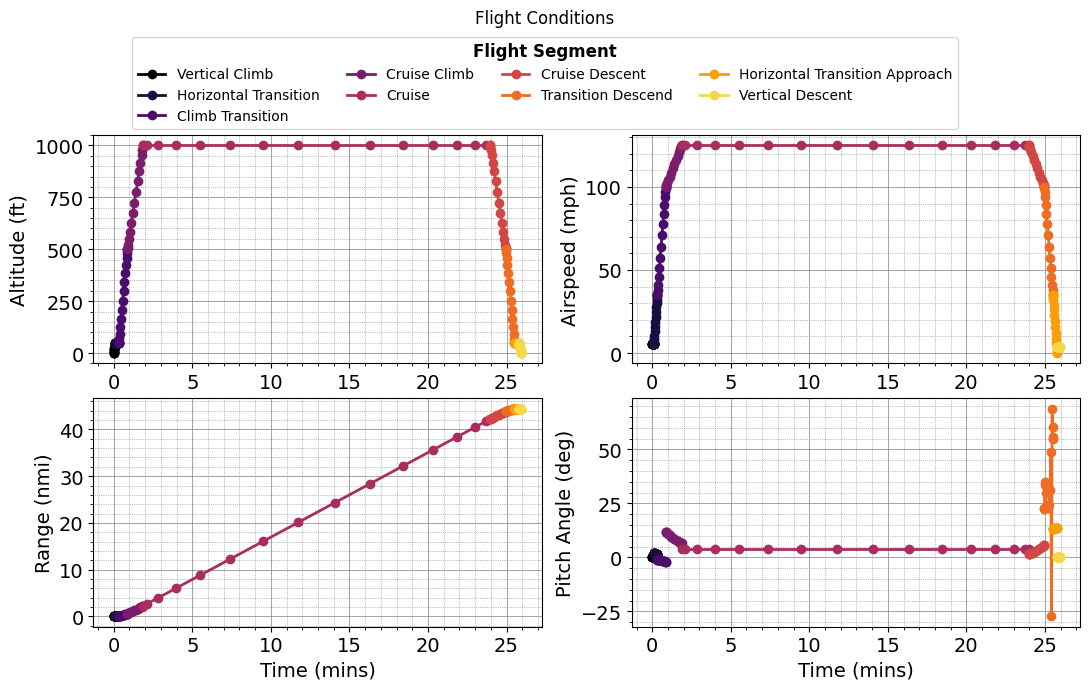 Flight Conditions
Flight Segment
Vertical Climb
Horizontal Transition
Climb Transition
Cruise Climb
Cruise
Cruise Descent
Transition Descend
Horizontal Transition Approach
Vertical Descent
Altitude (ft)
1000
750
500
250
0
0 5 10 15 20 25
Airspeed (mph)
100
50
0
0 5 10 15 20 25
Range (nmi)
40
30
20
10
0
0 5 10 15 20 25
Time (mins)
Pitch Angle (deg)
50
25
0
−25
0 5 10 15 20 25
Time (mins)